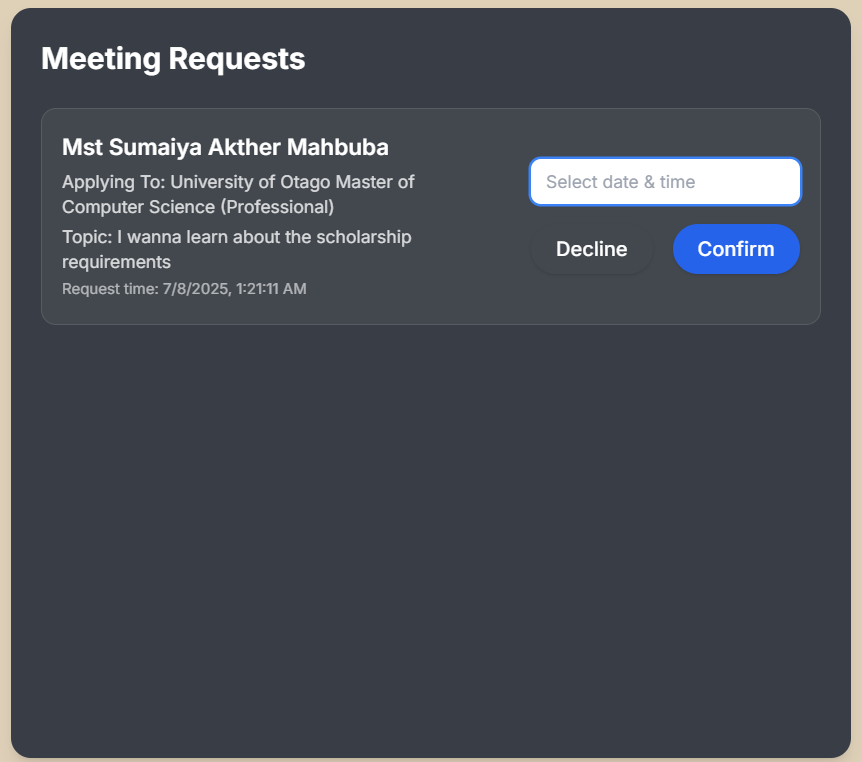 Meeting Requests
Mst Sumaiya Akther Mahbuba
Applying To: University of Otago Master of
Computer Science (Professional)
Topic: I wanna learn about the scholarship
requirements
Request time: 7/8/2025, 1:21:11 AM
Select date & time
Decline
Confirm